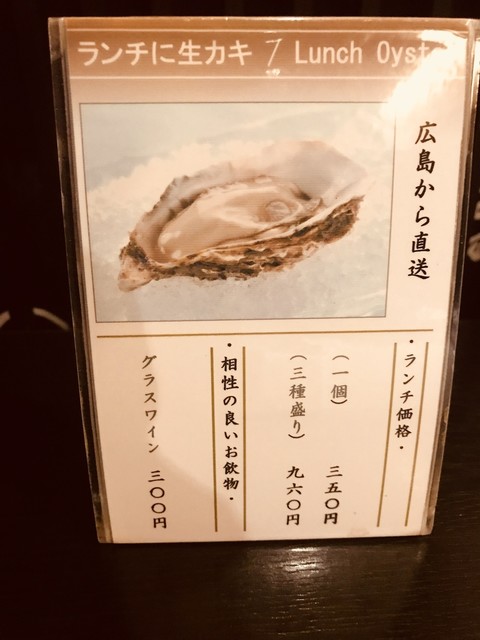 ランチに生カキ / Lunch Oyst
広島から直送
・ランチ価格・
(一個) 三五〇円
(三種盛り) 九六〇円
・相性の良いお飲物・
グラスワイン 三〇〇円